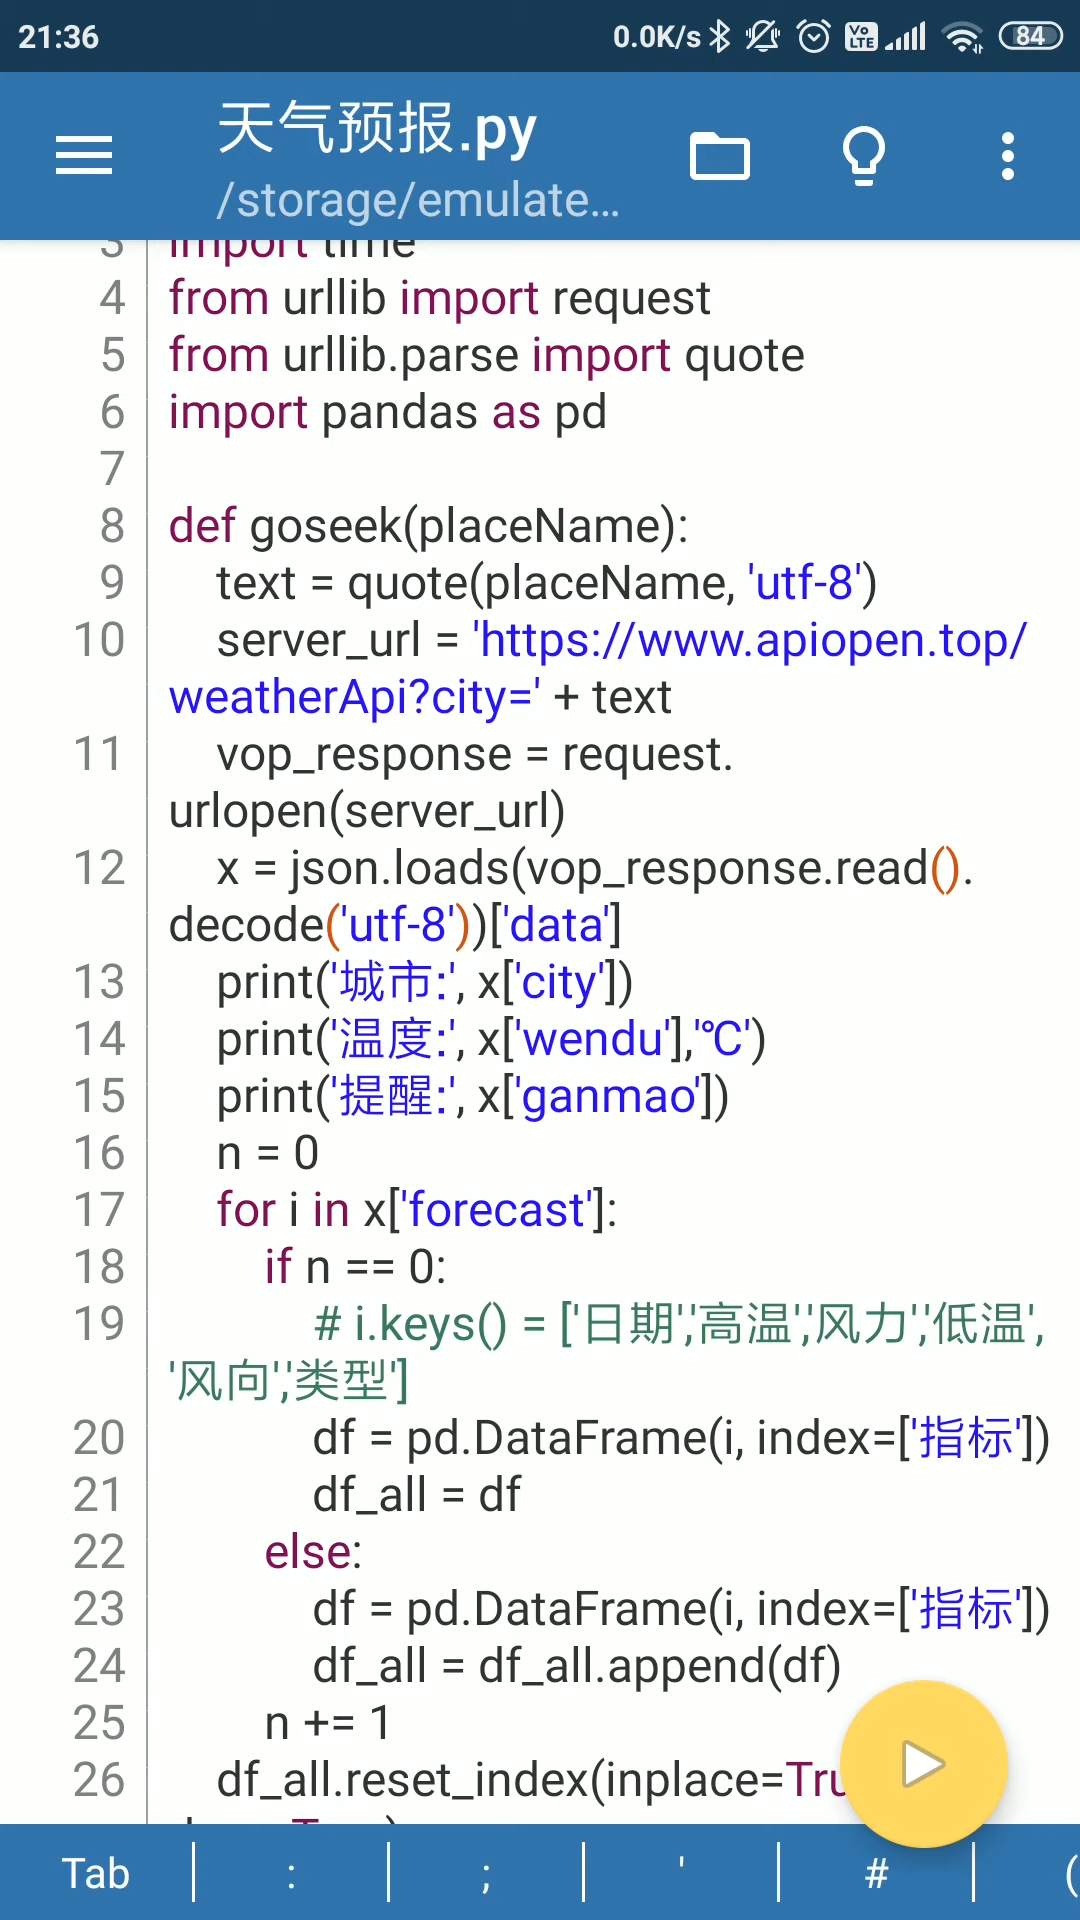 21:36
0.0K/s
Vo LTE
84
天气预报.py
/storage/emulate...
3 import time
4 from urllib import request
5 from urllib.parse import quote
6 import pandas as pd
7
8 def goseek(placeName):
9 text = quote(placeName, 'utf-8')
10 server_url = 'https://www.apiopen.top/
weatherApi?city=' + text
11 vop_response = request.
urlopen(server_url)
12 x = json.loads(vop_response.read().
decode('utf-8'))['data']
13 print('城市:', x['city'])
14 print('温度:', x['wendu'],'℃')
15 print('提醒:', x['ganmao'])
16 n = 0
17 for i in x['forecast']:
18 if n == 0:
19 # i.keys() = ['日期','高温','风力','低温',
'风向','类型']
20 df = pd.DataFrame(i, index=['指标'])
21 df_all = df
22 else:
23 df = pd.DataFrame(i, index=['指标'])
24 df_all = df_all.append(df)
25 n += 1
26 df_all.reset_index(inplace=Tru
Tab : ; ' # (